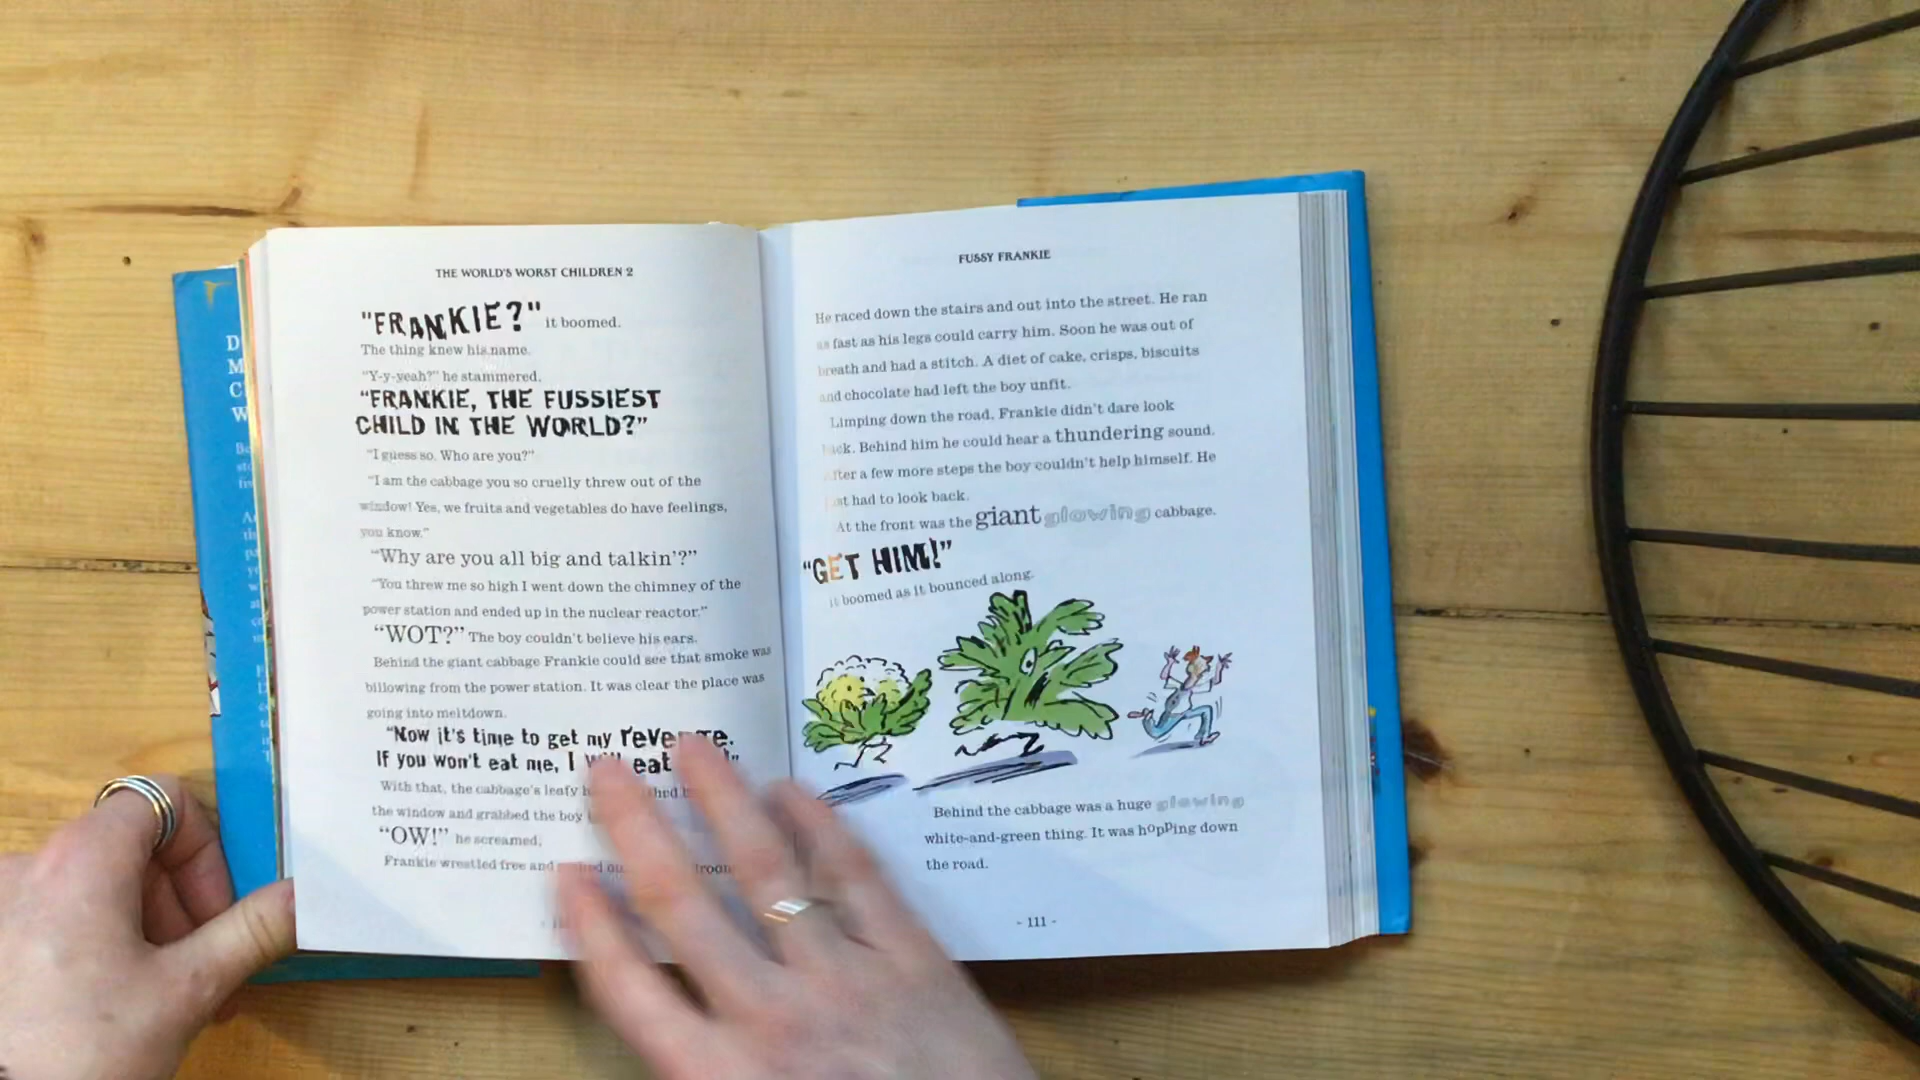 THE WORLD'S WORST CHILDREN 2
"FRANKIE?" it boomed.
The thing knew his name.
"Y-y-yeah?" he stammered.
"FRANKIE, THE FUSSIEST
CHILD IN THE WORLD?"
"I guess so. Who are you?"
"I am the cabbage you so cruelly threw out of the
window! Yes, we fruits and vegetables do have feelings,
you know."
"Why are you all big and talkin'?"
"You threw me so high I went down the chimney of the
power station and ended up in the nuclear reactor."
"WOT?" The boy couldn't believe his ears.
Behind the giant cabbage Frankie could see that smoke was
billowing from the power station. It was clear the place was
going into meltdown.
"Now it's time to get my revenge.
If you won't eat me, I will eat
With that, the cabbage's leafy
the window and grabbed the boy
"OW!" he screamed.
Frankie wrestled free and
FUSSY FRANKIE
He raced down the stairs and out into the street. He ran
as fast as his legs could carry him. Soon he was out of
breath and had a stitch. A diet of cake, crisps, biscuits
and chocolate had left the boy unfit.
Limping down the road, Frankie didn't dare look
back. Behind him he could hear a thundering sound.
After a few more steps the boy couldn't help himself. He
just had to look back.
At the front was the giant glowing cabbage.
"GET HIM!"
it boomed as it bounced along.
Behind the cabbage was a huge glowing
white-and-green thing. It was hopping down
the road.
- 111 -